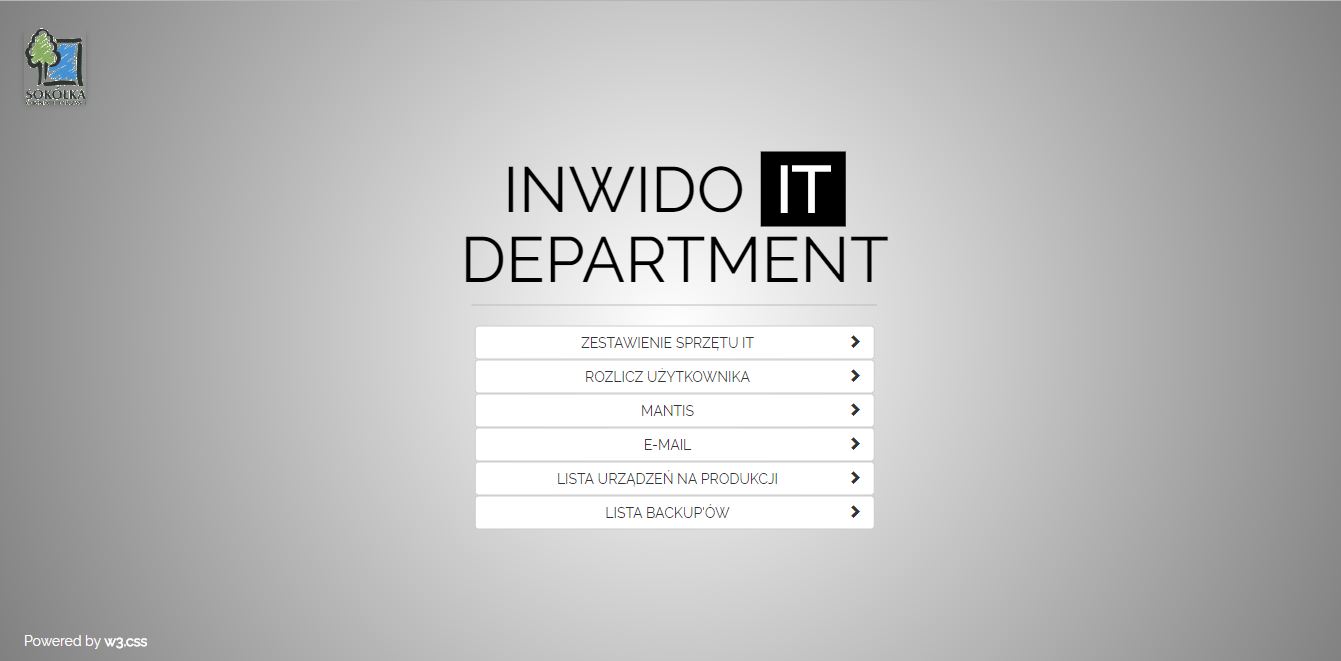 SOKÓŁKA
INWIDO IT
DEPARTMENT
ZESTAWIENIE SPRZĘTU IT
ROZLICZ UŻYTKOWNIKA
MANTIS
E-MAIL
LISTA URZĄDZEŃ NA PRODUKCJI
LISTA BACKUP'ÓW
Powered by w3.css